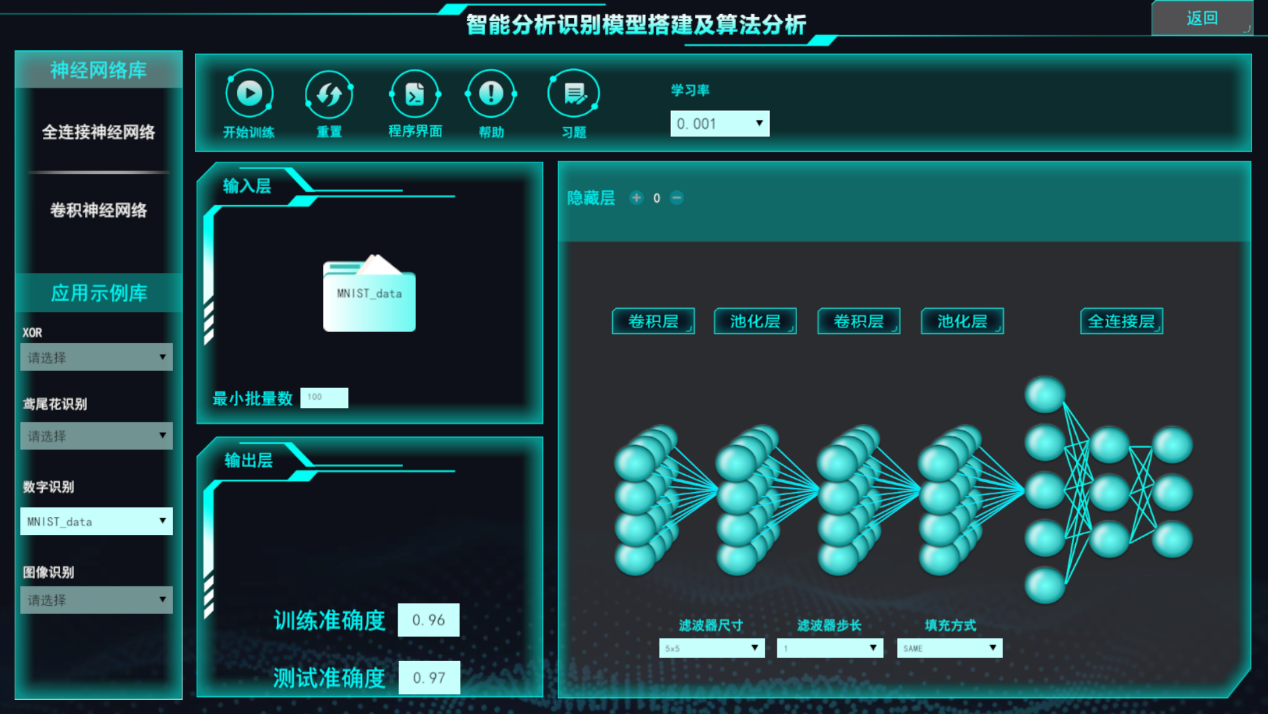 智能分析识别模型搭建及算法分析
返回
神经网络库
全连接神经网络
卷积神经网络
应用示例库
XOR
请选择
鸢尾花识别
请选择
数字识别
MNIST_data
图像识别
请选择
开始训练
重置
程序界面
帮助
习题
学习率
0.001
输入层
MNIST_data
最小批量数
100
输出层
训练准确度
0.96
测试准确度
0.97
隐藏层 + 0 −
卷积层
池化层
卷积层
池化层
全连接层
滤波器尺寸
5x5
滤波器步长
1
填充方式
SAME